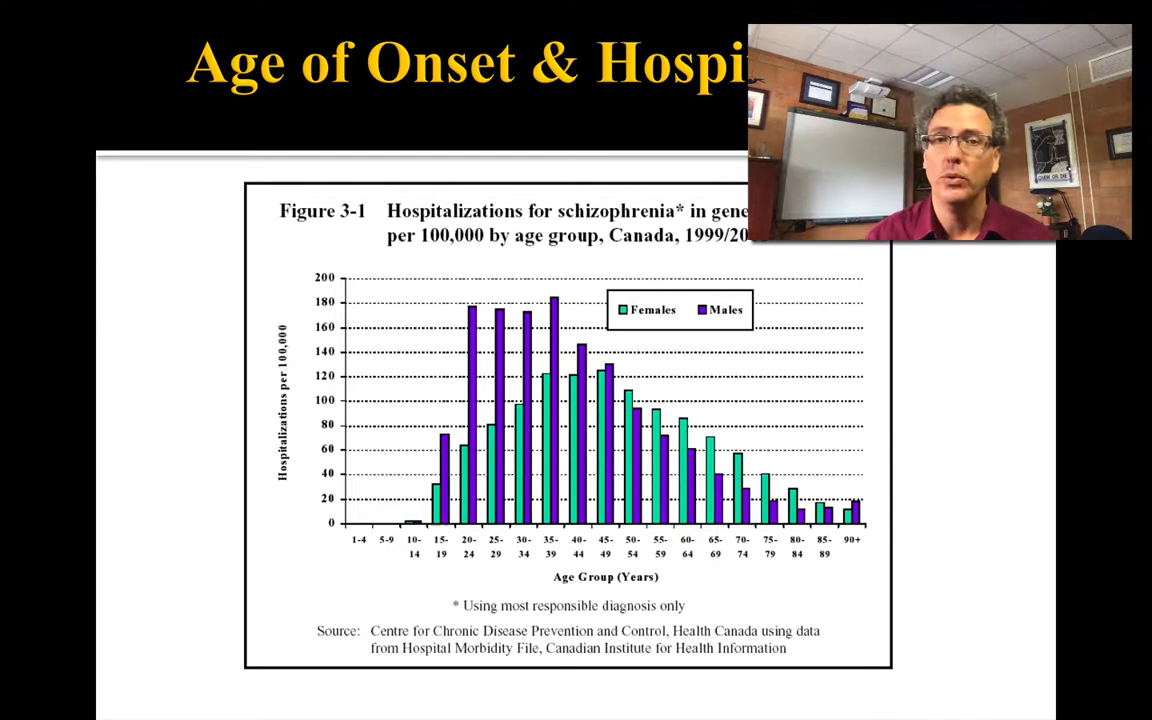 Age of Onset & Hospi
Figure 3-1 Hospitalizations for schizophrenia* in gene
per 100,000 by age group, Canada, 1999/20
Hospitalizations per 100,000
200
180
160
140
120
100
80
60
40
20
0
Females Males
1-4 5-9 10- 15- 20- 25- 30- 35- 40- 45- 50- 55- 60- 65- 70- 75- 80- 85- 90+
14 19 24 29 34 39 44 49 54 59 64 69 74 79 84 89
Age Group (Years)
* Using most responsible diagnosis only
Source: Centre for Chronic Disease Prevention and Control, Health Canada using data
from Hospital Morbidity File, Canadian Institute for Health Information